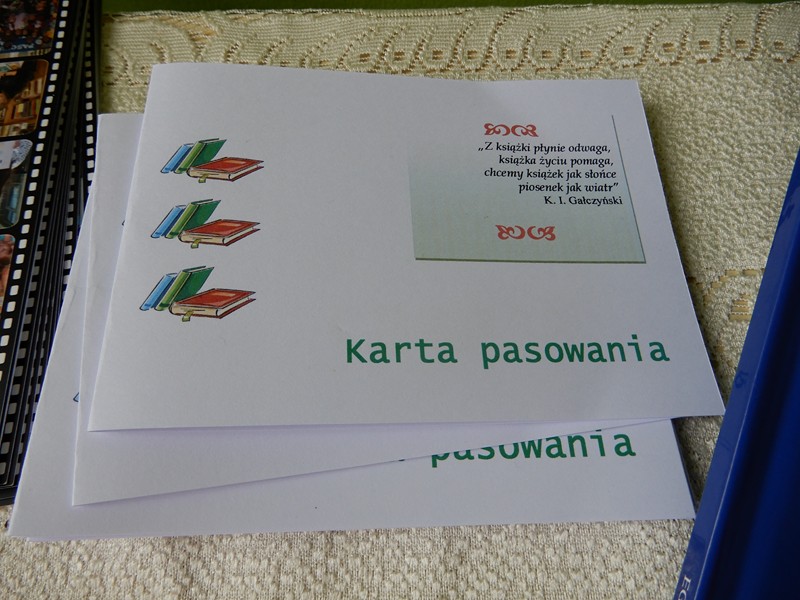 „Z książki płynie odwaga,
książka życiu pomaga,
chcemy książek jak słońce
piosenek jak wiatr”
K. I. Gałczyński
Karta pasowania
pasowania